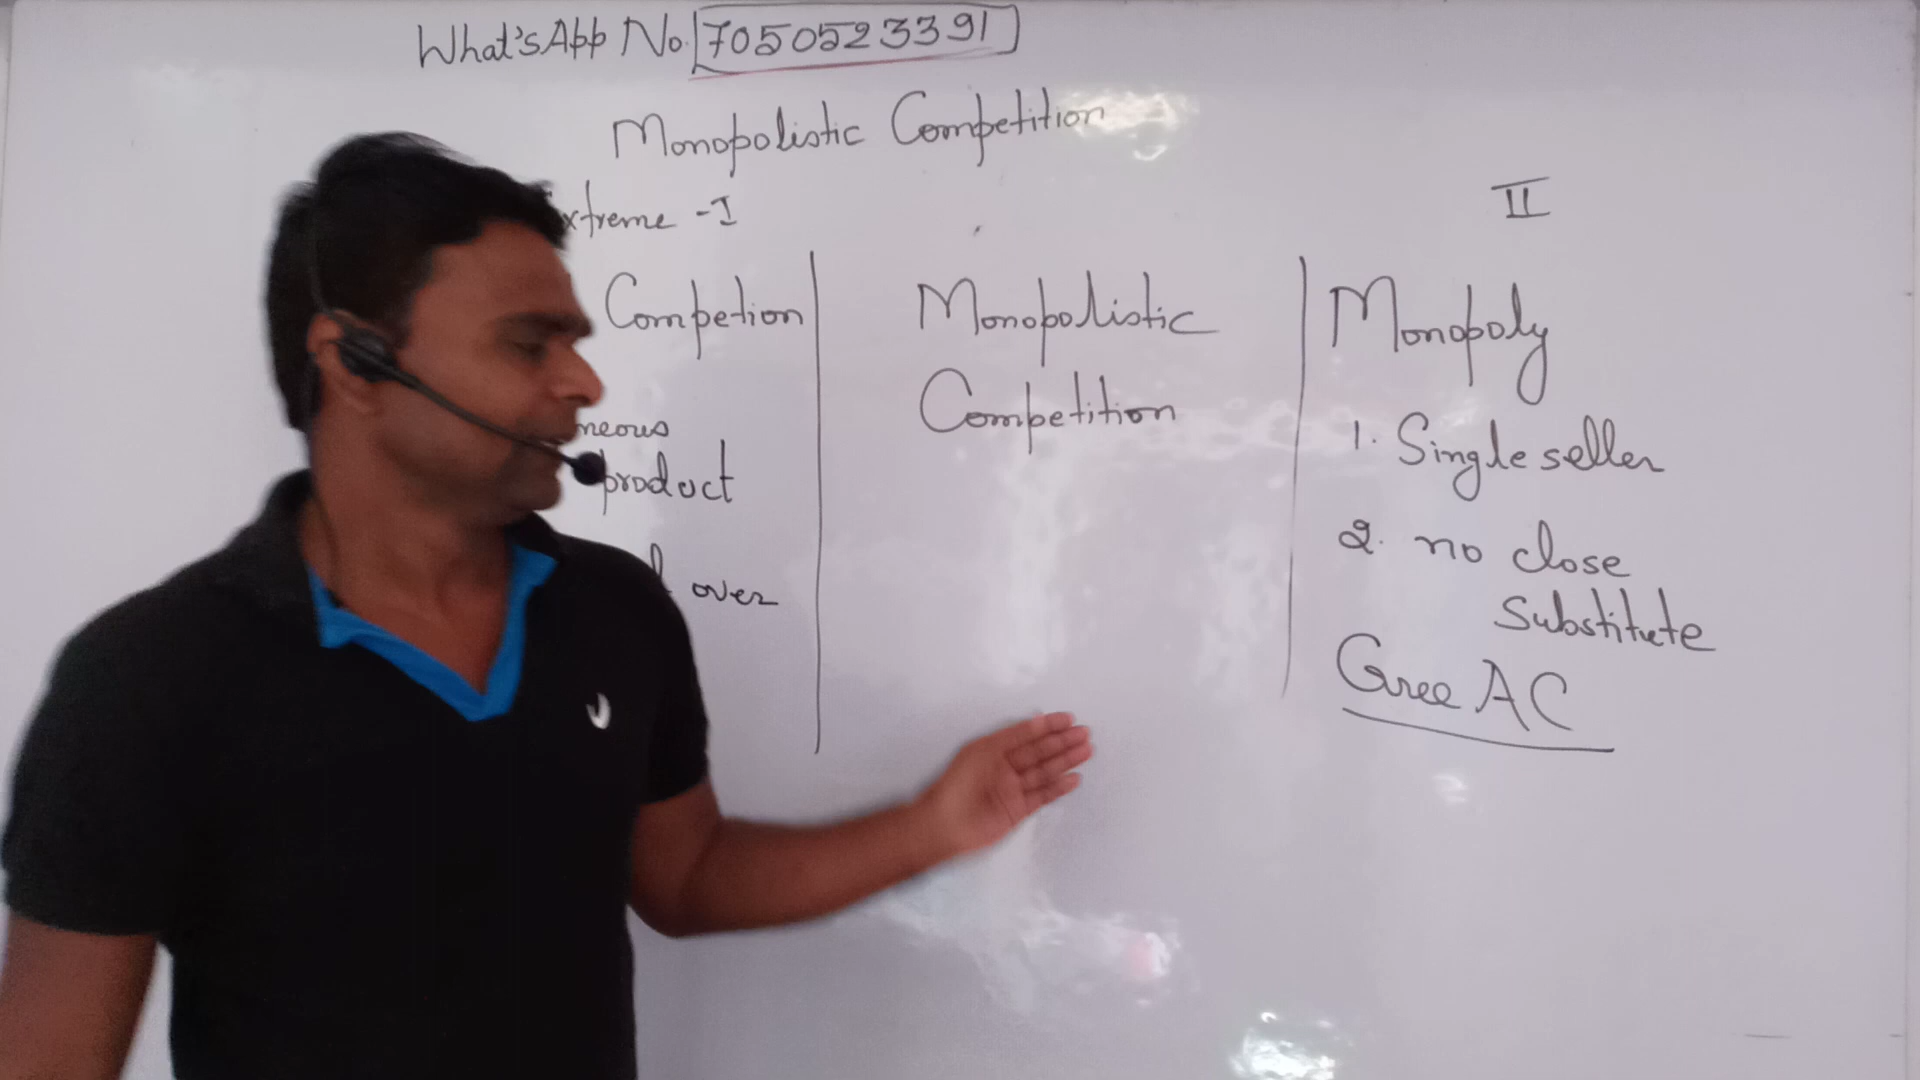 What'sApp No. 7050523391
Monopolistic Competition
xtreme - I
II
Competion
Monopolistic
Competition
Monopoly
neous
product
over
1. Single seller
2. no close
Substitute
Gree AC